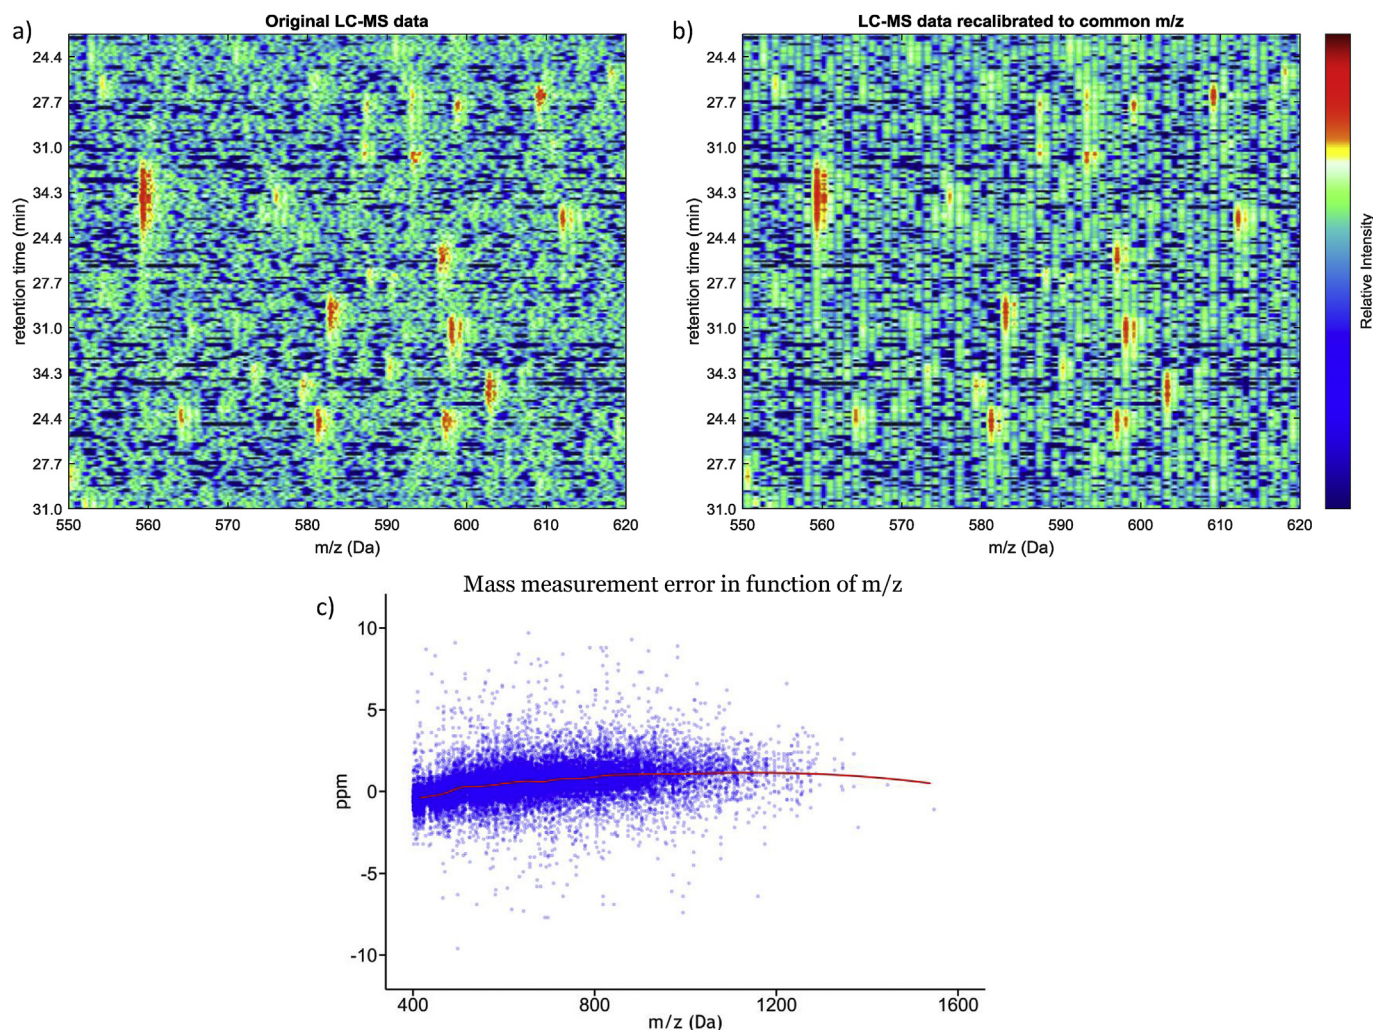 a)
Original LC-MS data
24.4
27.7
31.0
34.3
24.4
27.7
31.0
34.3
24.4
27.7
31.0
retention time (min)
550 560 570 580 590 600 610 620
m/z (Da)
b)
LC-MS data recalibrated to common m/z
24.4
27.7
31.0
34.3
24.4
27.7
31.0
34.3
24.4
27.7
31.0
retention time (min)
550 560 570 580 590 600 610 620
m/z (Da)
Relative Intensity
Mass measurement error in function of m/z
c)
10
5
0
-5
-10
ppm
400 800 1200 1600
m/z (Da)